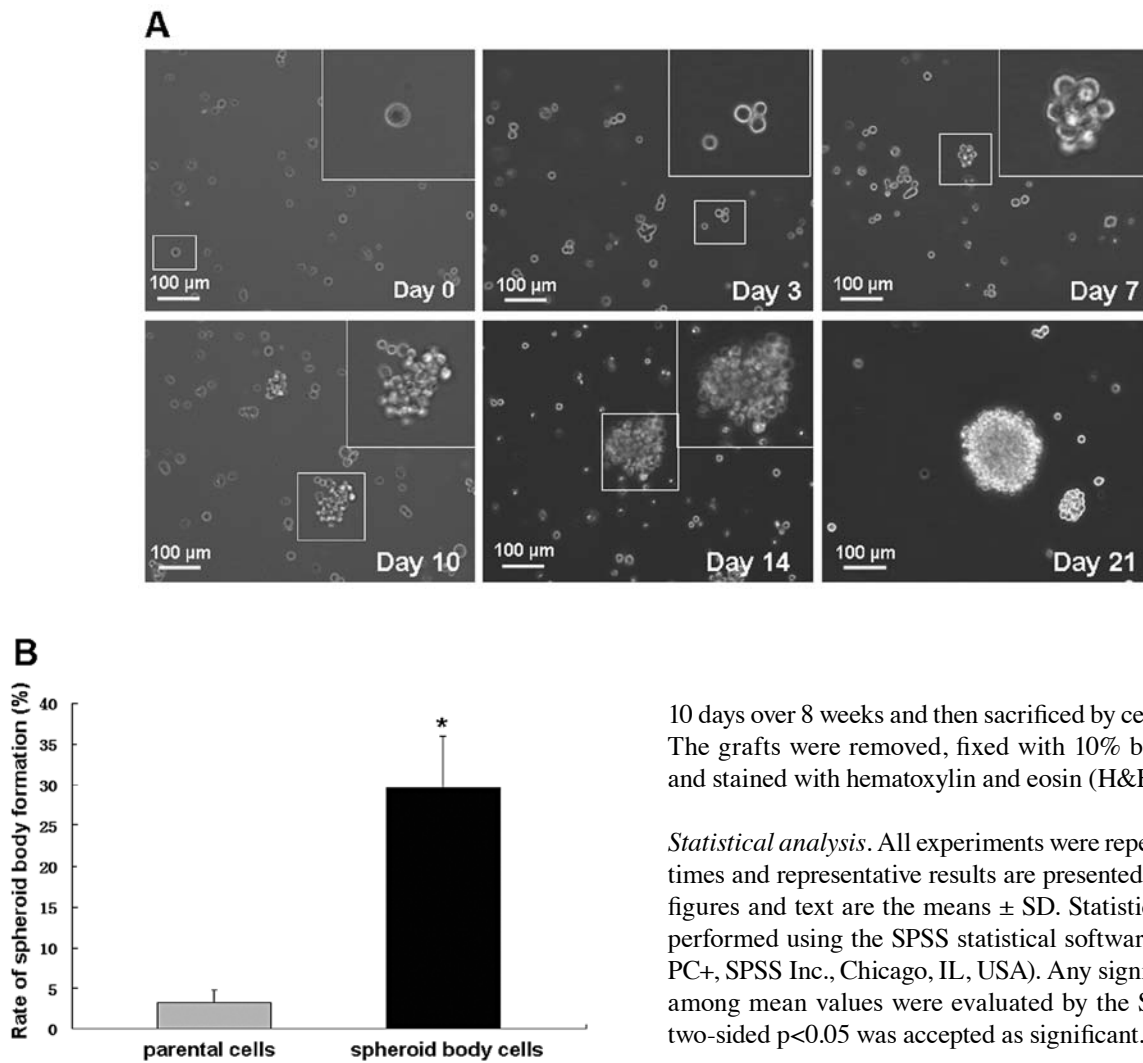 A
100 µm
Day 0
100 µm
Day 3
100 µm
Day 7
100 µm
Day 10
100 µm
Day 14
100 µm
Day 21
B
Rate of spheroid body formation (%)
40
35
30
25
20
15
10
5
0
*
parental cells
spheroid body cells
10 days over 8 weeks and then sacrificed by ce
The grafts were removed, fixed with 10% b
and stained with hematoxylin and eosin (H&E
Statistical analysis. All experiments were repe
times and representative results are presented
figures and text are the means ± SD. Statistic
performed using the SPSS statistical softwar
PC+, SPSS Inc., Chicago, IL, USA). Any signi
among mean values were evaluated by the S
two-sided p<0.05 was accepted as significant.